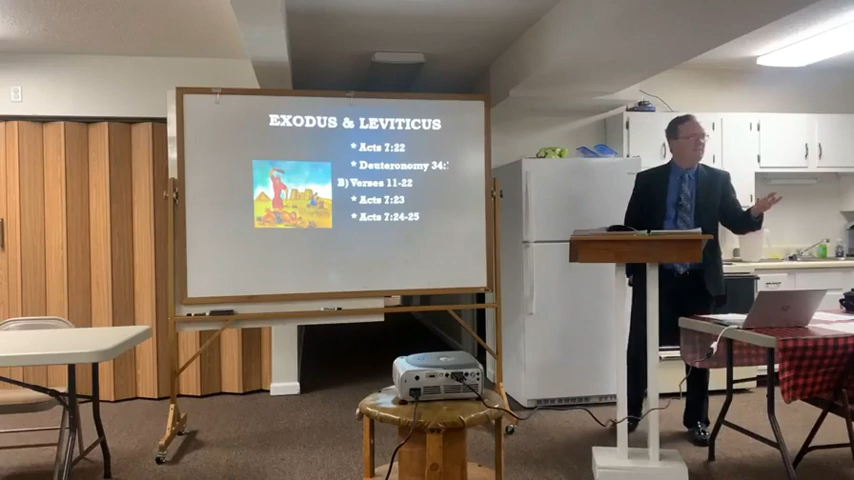 EXODUS & LEVITICUS
* Acts 7:22
* Deuteronomy 34:
B) Verses 11-22
* Acts 7:23
* Acts 7:24-25